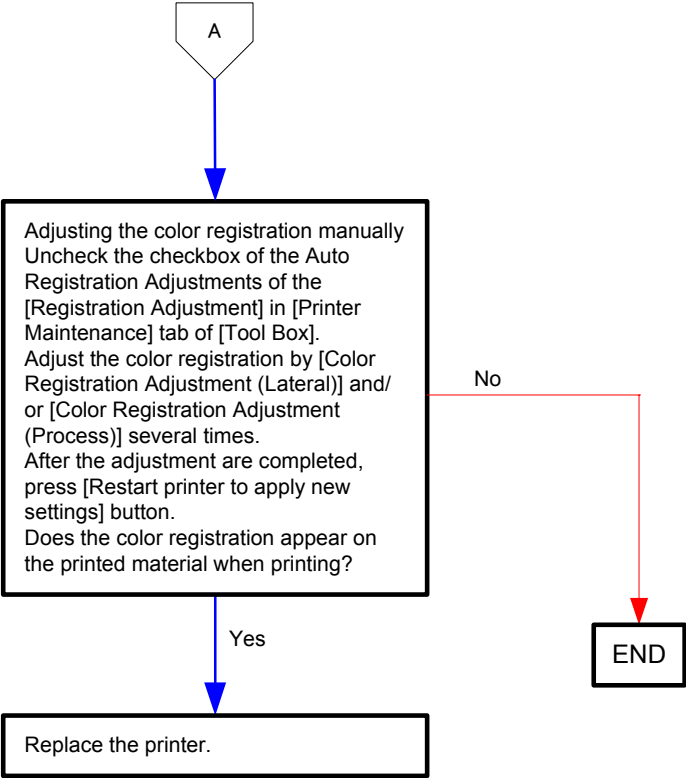 A
Adjusting the color registration manually
Uncheck the checkbox of the Auto
Registration Adjustments of the
[Registration Adjustment] in [Printer
Maintenance] tab of [Tool Box].
Adjust the color registration by [Color
Registration Adjustment (Lateral)] and/
or [Color Registration Adjustment
(Process)] several times.
After the adjustment are completed,
press [Restart printer to apply new
settings] button.
Does the color registration appear on
the printed material when printing?
No
Yes
END
Replace the printer.